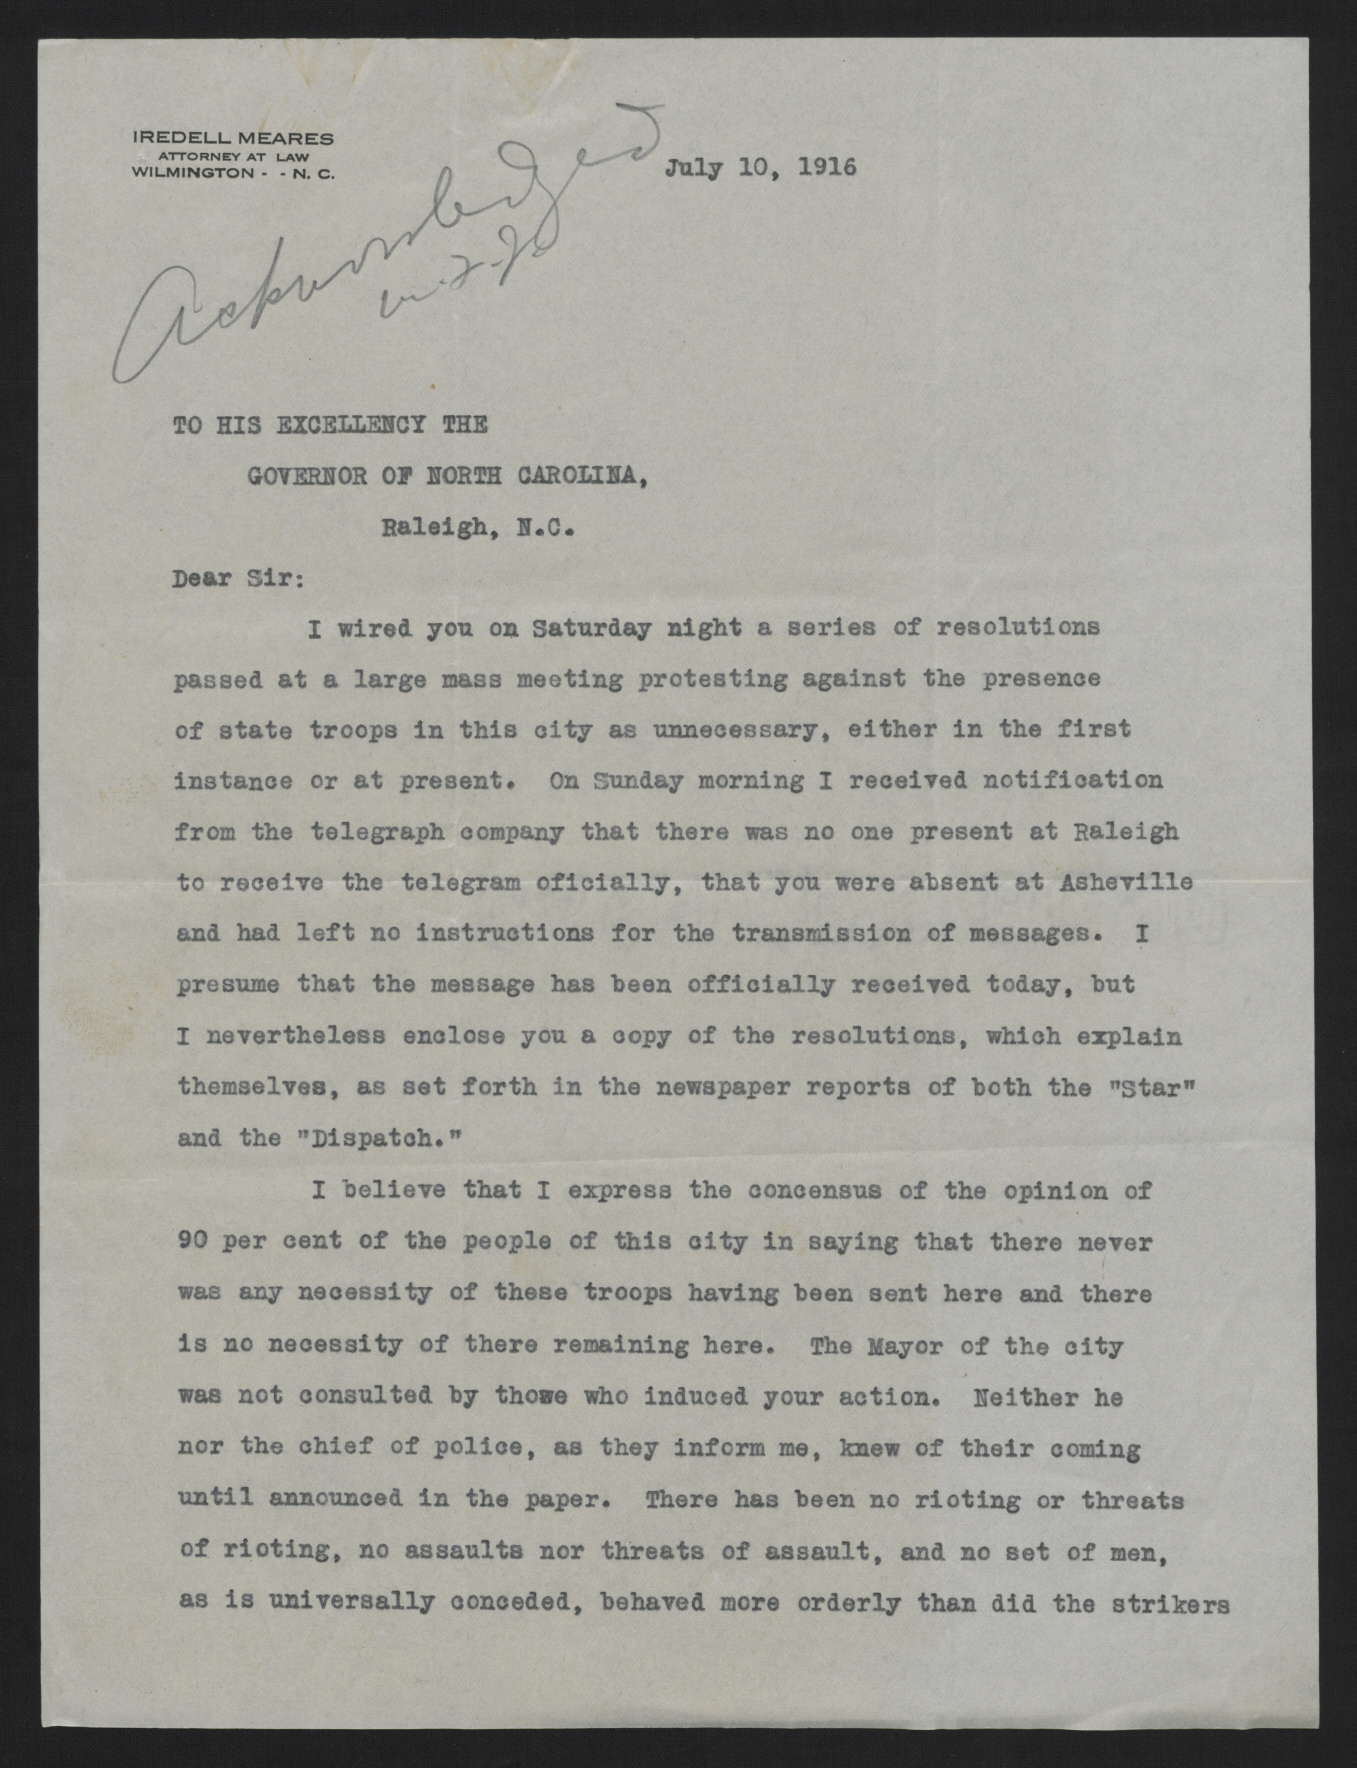 IREDELL MEARES
ATTORNEY AT LAW
WILMINGTON - - N. C.
July 10, 1916
Acknowledged
TO HIS EXCELLENCY THE
GOVERNOR OF NORTH CAROLINA,
Raleigh, N.C.
Dear Sir:
I wired you on Saturday night a series of resolutions
passed at a large mass meeting protesting against the presence
of state troops in this city as unnecessary, either in the first
instance or at present. On Sunday morning I received notification
from the telegraph company that there was no one present at Raleigh
to receive the telegram oficially, that you were absent at Asheville
and had left no instructions for the transmission of messages. I
presume that the message has been officially received today, but
I nevertheless enclose you a copy of the resolutions, which explain
themselves, as set forth in the newspaper reports of both the "Star"
and the "Dispatch."
I believe that I express the concensus of the opinion of
90 per cent of the people of this city in saying that there never
was any necessity of these troops having been sent here and there
is no necessity of there remaining here. The Mayor of the city
was not consulted by those who induced your action. Neither he
nor the chief of police, as they inform me, knew of their coming
until announced in the paper. There has been no rioting or threats
of rioting, no assaults nor threats of assault, and no set of men,
as is universally conceded, behaved more orderly than did the strikers